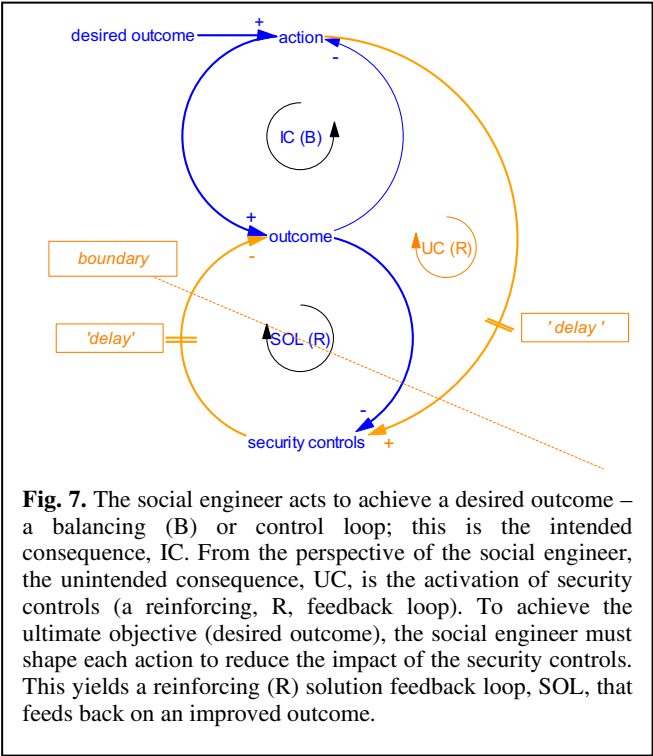 +
desired outcome
action
-
IC (B)
+
outcome
-
boundary
UC (R)
'delay'
' delay '
SOL (R)
-
security controls
+
Fig. 7. The social engineer acts to achieve a desired outcome –
a balancing (B) or control loop; this is the intended
consequence, IC. From the perspective of the social engineer,
the unintended consequence, UC, is the activation of security
controls (a reinforcing, R, feedback loop). To achieve the
ultimate objective (desired outcome), the social engineer must
shape each action to reduce the impact of the security controls.
This yields a reinforcing (R) solution feedback loop, SOL, that
feeds back on an improved outcome.